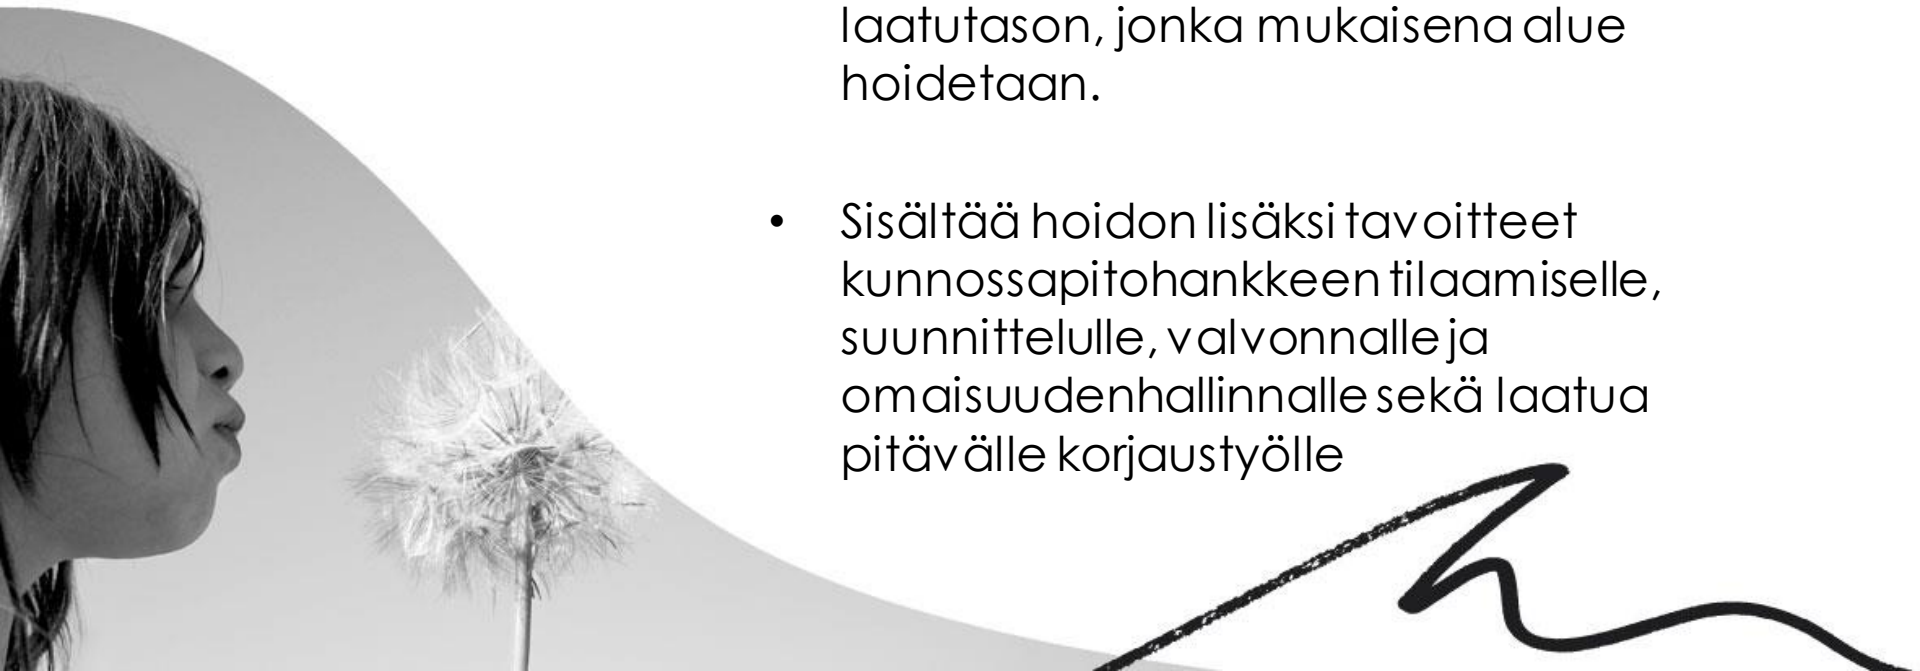 laatutason, jonka mukaisena alue
hoidetaan.
• Sisältää hoidon lisäksi tavoitteet
kunnossapitohankkeen tilaamiselle,
suunnittelulle, valvonnalle ja
omaisuudenhallinnalle sekä laatua
pitävälle korjaustyölle